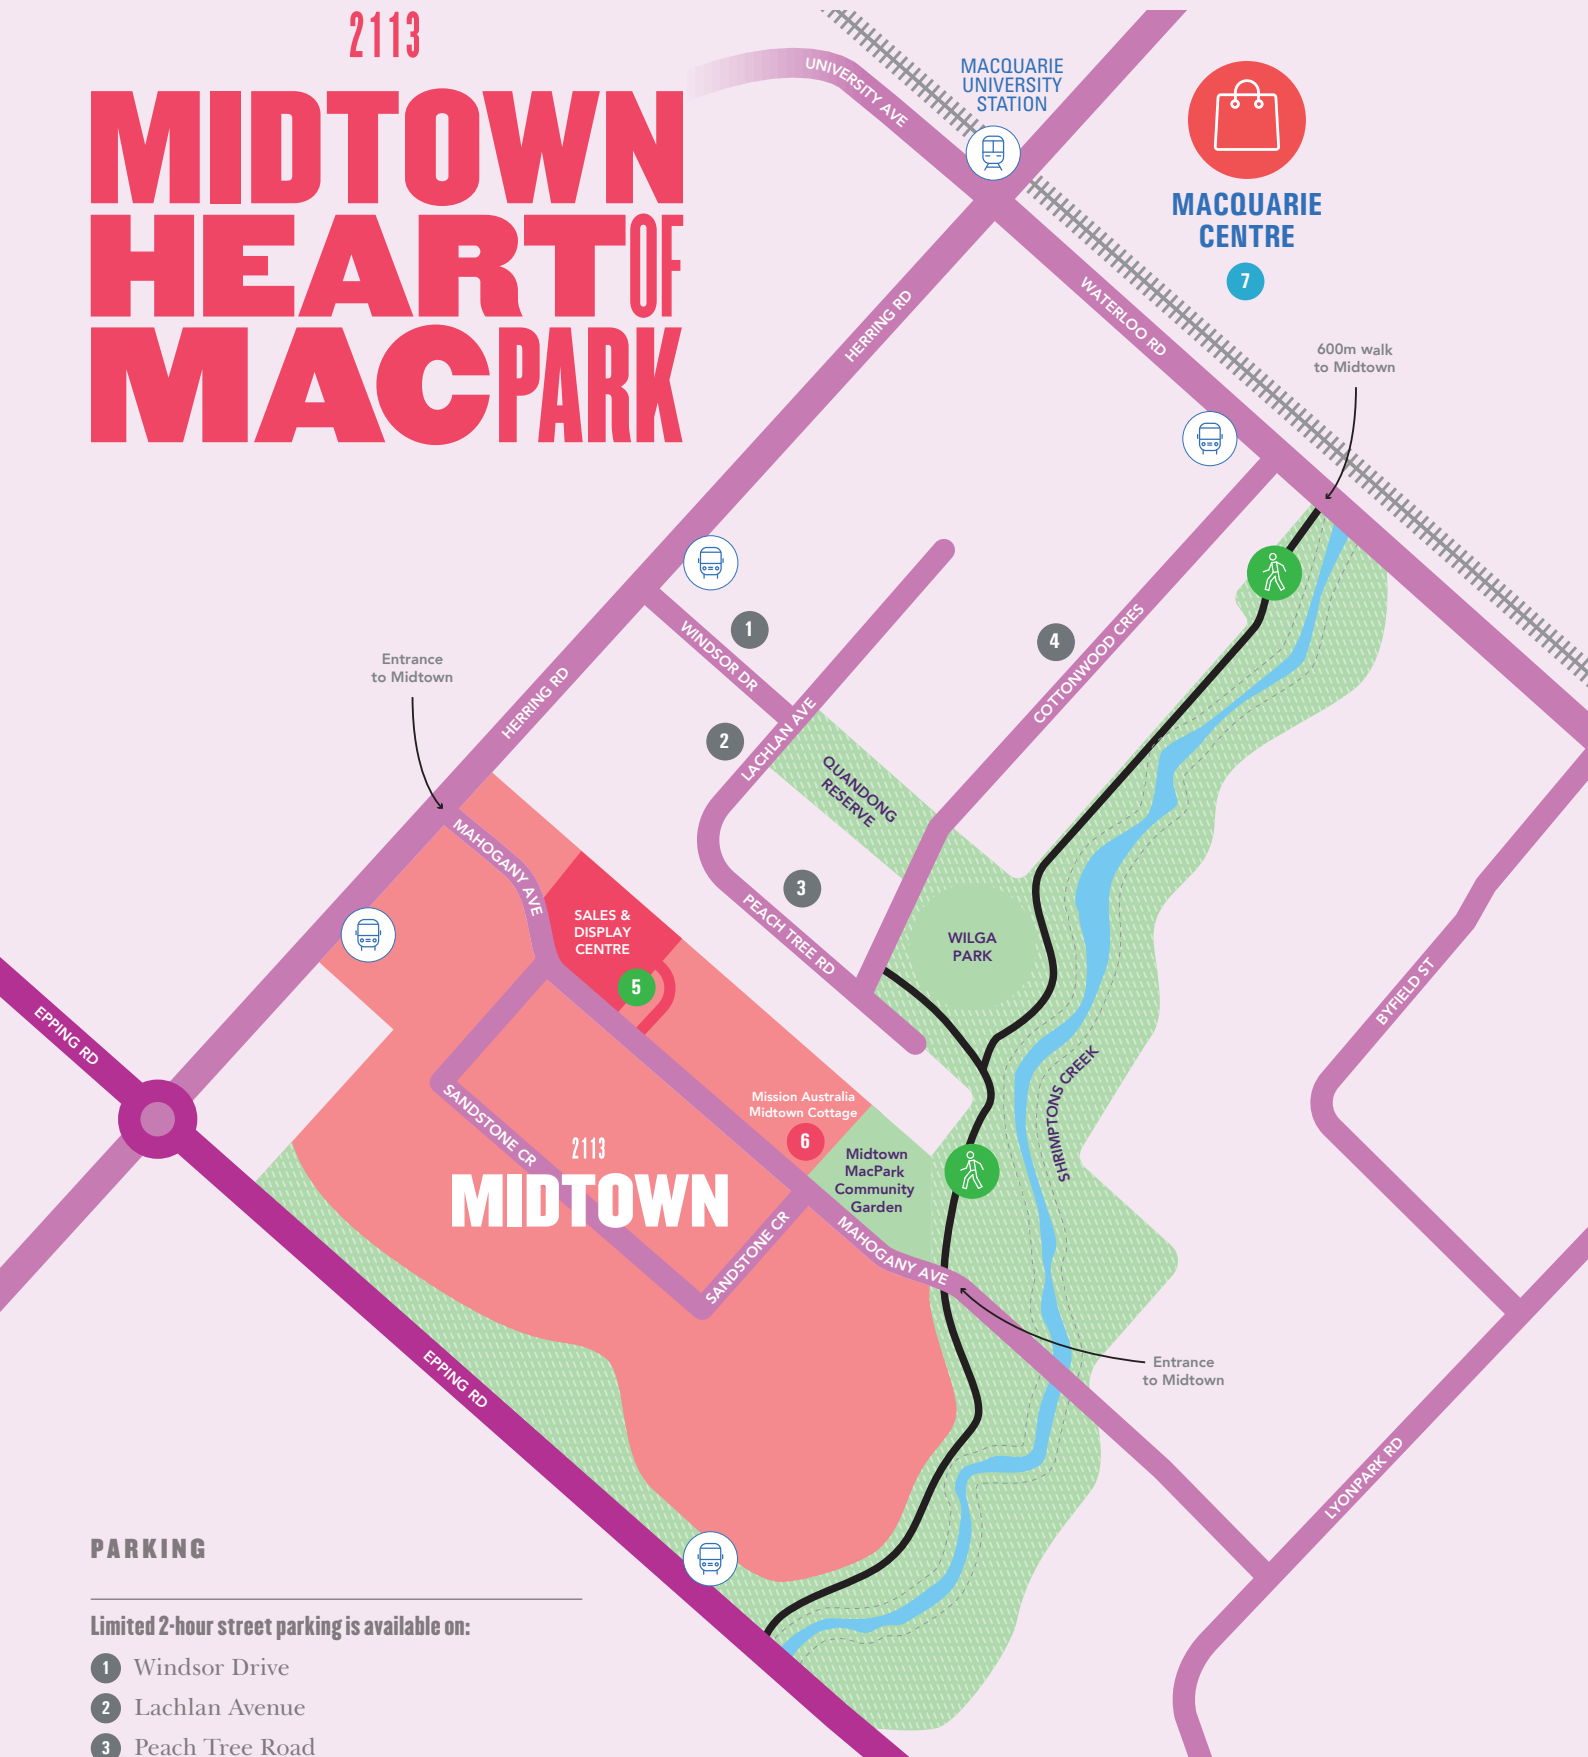 2113
MIDTOWN
HEART OF
MACPARK
UNIVERSITY AVE
MACQUARIE
UNIVERSITY
STATION
MACQUARIE
CENTRE
7
HERRING RD
WATERLOO RD
600m walk
to Midtown
1
WINDSOR DR
4
COTTONWOOD CRES
Entrance
to Midtown
HERRING RD
2
LACHLAN AVE
QUANDONG
RESERVE
MAHOGANY AVE
3
PEACH TREE RD
SALES &
DISPLAY
CENTRE
5
WILGA
PARK
EPPING RD
BYFIELD ST
SHRIMPTONS CREEK
SANDSTONE CR
Mission Australia
Midtown Cottage
6
2113
MIDTOWN
Midtown
MacPark
Community
Garden
SANDSTONE CR
MAHOGANY AVE
Entrance
to Midtown
EPPING RD
LYONPARK RD
PARKING
Limited 2-hour street parking is available on:
1 Windsor Drive
2 Lachlan Avenue
3 Peach Tree Road